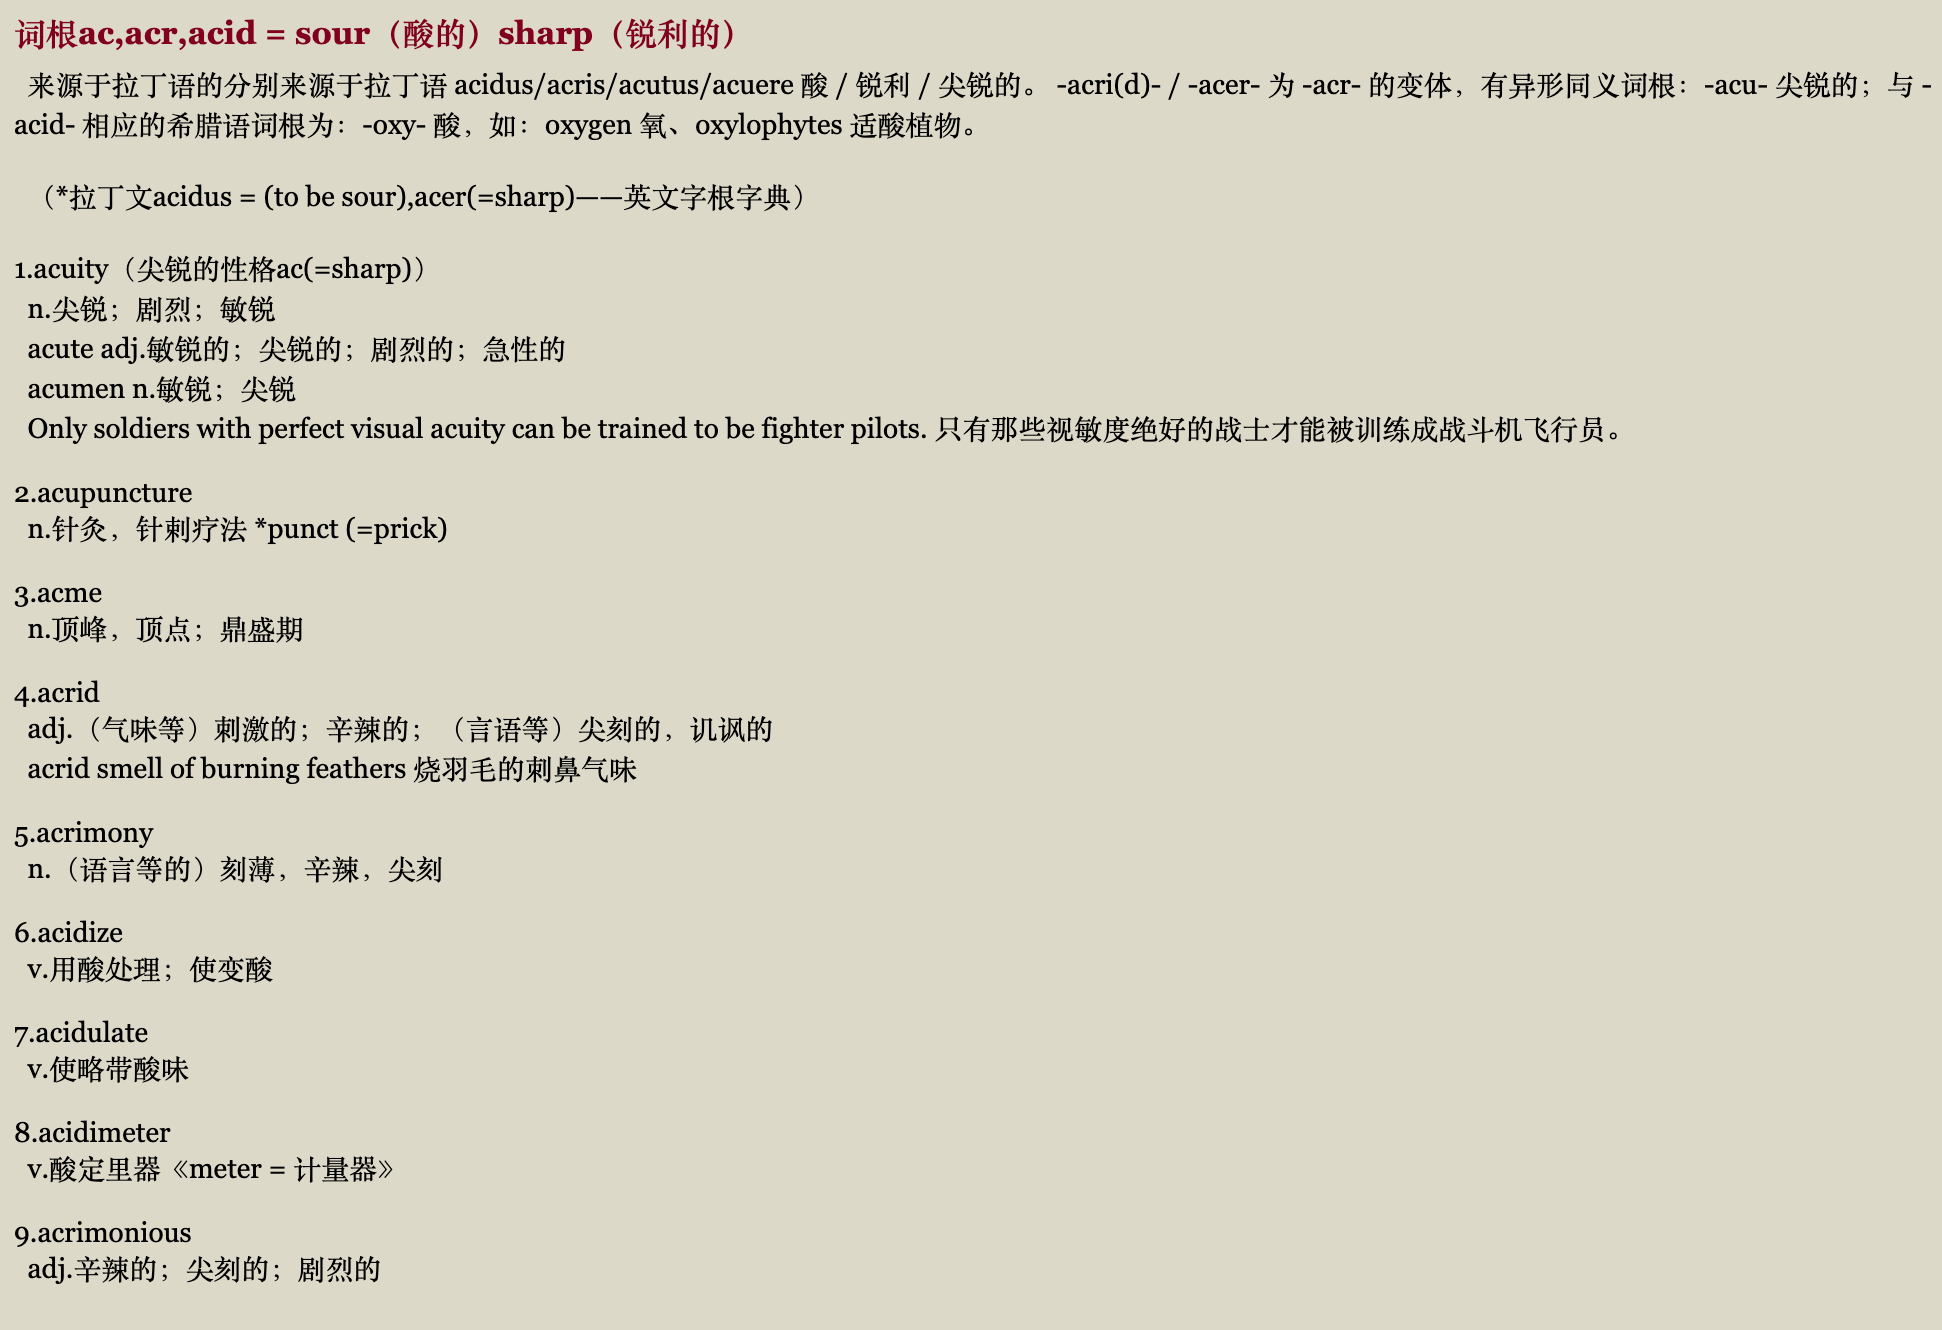 词根ac,acr,acid = sour（酸的）sharp（锐利的）
来源于拉丁语的分别来源于拉丁语 acidus/acris/acutus/acuere 酸 / 锐利 / 尖锐的。 -acri(d)- / -acer- 为 -acr- 的变体，有异形同义词根：-acu- 尖锐的；与 -
acid- 相应的希腊语词根为：-oxy- 酸，如：oxygen 氧、oxylophytes 适酸植物。
（*拉丁文acidus = (to be sour),acer(=sharp)——英文字根字典）
1.acuity（尖锐的性格ac(=sharp)）
n.尖锐；剧烈；敏锐
acute adj.敏锐的；尖锐的；剧烈的；急性的
acumen n.敏锐；尖锐
Only soldiers with perfect visual acuity can be trained to be fighter pilots. 只有那些视敏度绝好的战士才能被训练成战斗机飞行员。
2.acupuncture
n.针灸，针刺疗法 *punct (=prick)
3.acme
n.顶峰，顶点；鼎盛期
4.acrid
adj.（气味等）刺激的；辛辣的；（言语等）尖刻的，讥讽的
acrid smell of burning feathers 烧羽毛的刺鼻气味
5.acrimony
n.（语言等的）刻薄，辛辣，尖刻
6.acidize
v.用酸处理；使变酸
7.acidulate
v.使略带酸味
8.acidimeter
v.酸定里器《meter = 计量器》
9.acrimonious
adj.辛辣的；尖刻的；剧烈的